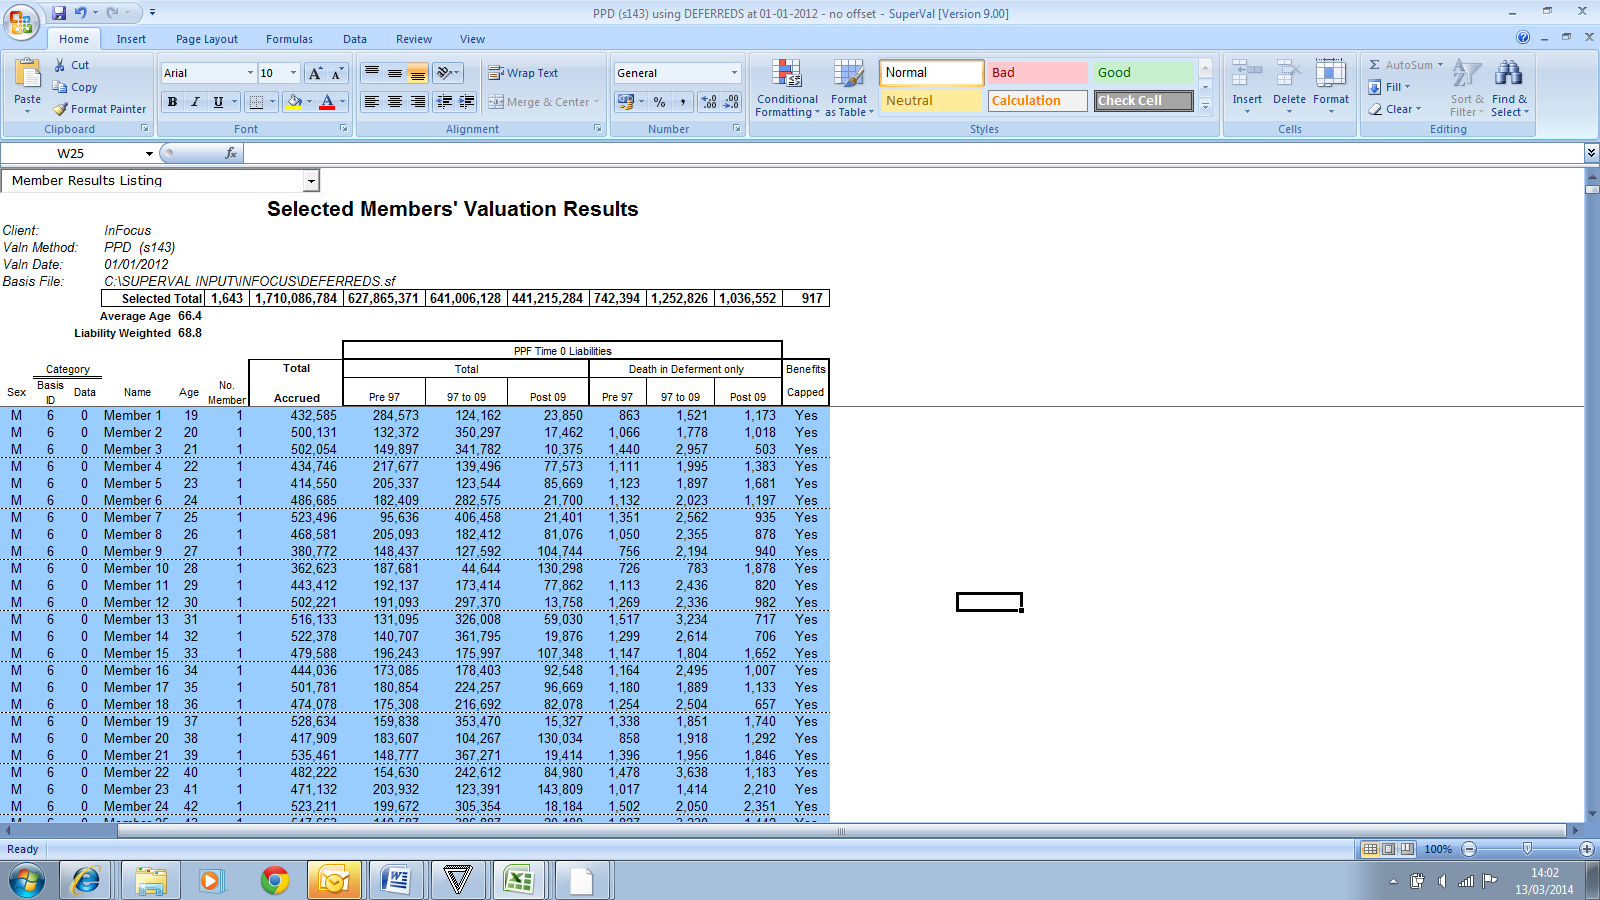 PPD (s143) using DEFERREDS at 01-01-2012 - no offset - SuperVal [Version 9.00]
Home Insert Page Layout Formulas Data Review View
Paste Cut Copy Format Painter Clipboard
Arial 10 B I U Font
Wrap Text Merge & Center Alignment
General % , Number
Conditional Formatting Format as Table Normal Bad Good Neutral Calculation Check Cell Styles
Insert Delete Format Cells
Σ AutoSum Fill Clear Sort & Filter Find & Select Editing
W25 fx
Member Results Listing
Selected Members' Valuation Results
Client: InFocus
Valn Method: PPD (s143)
Valn Date: 01/01/2012
Basis File: C:\SUPERVAL INPUT\INFOCUS\DEFERREDS.sf
Selected Total 1,643 1,710,086,784 627,865,371 641,006,128 441,215,284 742,394 1,252,826 1,036,552 917
Average Age 66.4
Liability Weighted 68.8
PPF Time 0 Liabilities
Category Total Total Death in Deferment only Benefits
Sex Basis ID Data Name Age No. Member Accrued Pre 97 97 to 09 Post 09 Pre 97 97 to 09 Post 09 Capped
M 6 0 Member 1 19 1 432,585 284,573 124,162 23,850 863 1,521 1,173 Yes
M 6 0 Member 2 20 1 500,131 132,372 350,297 17,462 1,066 1,778 1,018 Yes
M 6 0 Member 3 21 1 502,054 149,897 341,782 10,375 1,440 2,957 503 Yes
M 6 0 Member 4 22 1 434,746 217,677 139,496 77,573 1,111 1,995 1,383 Yes
M 6 0 Member 5 23 1 414,550 205,337 123,544 85,669 1,123 1,897 1,681 Yes
M 6 0 Member 6 24 1 486,685 182,409 282,575 21,700 1,132 2,023 1,197 Yes
M 6 0 Member 7 25 1 523,496 95,636 406,458 21,401 1,351 2,562 935 Yes
M 6 0 Member 8 26 1 468,581 205,093 182,412 81,076 1,050 2,355 878 Yes
M 6 0 Member 9 27 1 380,772 148,437 127,592 104,744 756 2,194 940 Yes
M 6 0 Member 10 28 1 362,623 187,681 44,644 130,298 726 783 1,878 Yes
M 6 0 Member 11 29 1 443,412 192,137 173,414 77,862 1,113 2,436 820 Yes
M 6 0 Member 12 30 1 502,221 191,093 297,370 13,758 1,269 2,336 982 Yes
M 6 0 Member 13 31 1 516,133 131,095 326,008 59,030 1,517 3,234 717 Yes
M 6 0 Member 14 32 1 522,378 140,707 361,795 19,876 1,299 2,614 706 Yes
M 6 0 Member 15 33 1 479,588 196,243 175,997 107,348 1,147 1,804 1,652 Yes
M 6 0 Member 16 34 1 444,036 173,085 178,403 92,548 1,164 2,495 1,007 Yes
M 6 0 Member 17 35 1 501,781 180,854 224,257 96,669 1,180 1,889 1,133 Yes
M 6 0 Member 18 36 1 474,078 175,308 216,692 82,078 1,254 2,504 657 Yes
M 6 0 Member 19 37 1 528,634 159,838 353,470 15,327 1,338 1,851 1,740 Yes
M 6 0 Member 20 38 1 417,909 183,607 104,267 130,034 858 1,918 1,292 Yes
M 6 0 Member 21 39 1 535,461 148,777 367,271 19,414 1,396 1,956 1,846 Yes
M 6 0 Member 22 40 1 482,222 154,630 242,612 84,980 1,478 3,638 1,183 Yes
M 6 0 Member 23 41 1 471,132 203,932 123,391 143,809 1,017 1,414 2,210 Yes
M 6 0 Member 24 42 1 523,211 199,672 305,354 18,184 1,502 2,050 2,351 Yes
Ready 100%
14:02
13/03/2014